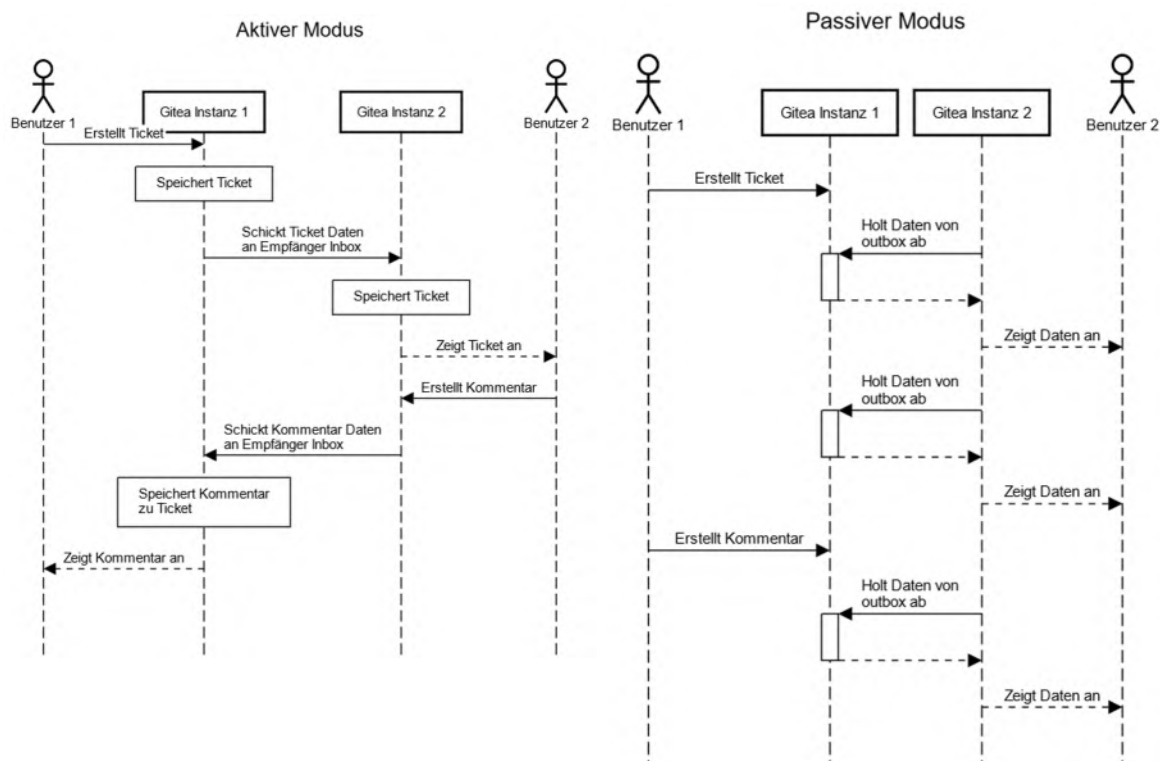 Aktiver Modus
Benutzer 1
Gitea Instanz 1
Gitea Instanz 2
Benutzer 2
Erstellt Ticket
Speichert Ticket
Schickt Ticket Daten
an Empfänger Inbox
Speichert Ticket
Zeigt Ticket an
Erstellt Kommentar
Schickt Kommentar Daten
an Empfänger Inbox
Speichert Kommentar
zu Ticket
Zeigt Kommentar an
Passiver Modus
Benutzer 1
Gitea Instanz 1
Gitea Instanz 2
Benutzer 2
Erstellt Ticket
Holt Daten von
outbox ab
Zeigt Daten an
Holt Daten von
outbox ab
Zeigt Daten an
Erstellt Kommentar
Holt Daten von
outbox ab
Zeigt Daten an